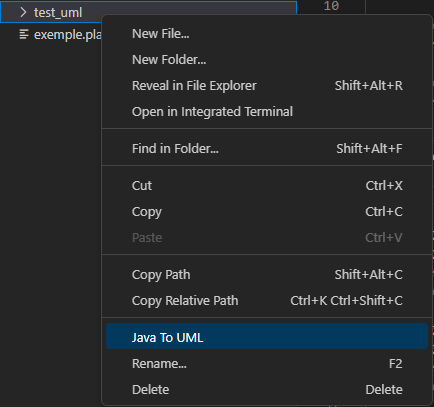 test_uml
10
exemple.pla
New File...
New Folder...
Reveal in File Explorer Shift+Alt+R
Open in Integrated Terminal
Find in Folder... Shift+Alt+F
Cut Ctrl+X
Copy Ctrl+C
Paste Ctrl+V
Copy Path Shift+Alt+C
Copy Relative Path Ctrl+K Ctrl+Shift+C
Java To UML
Rename... F2
Delete Delete